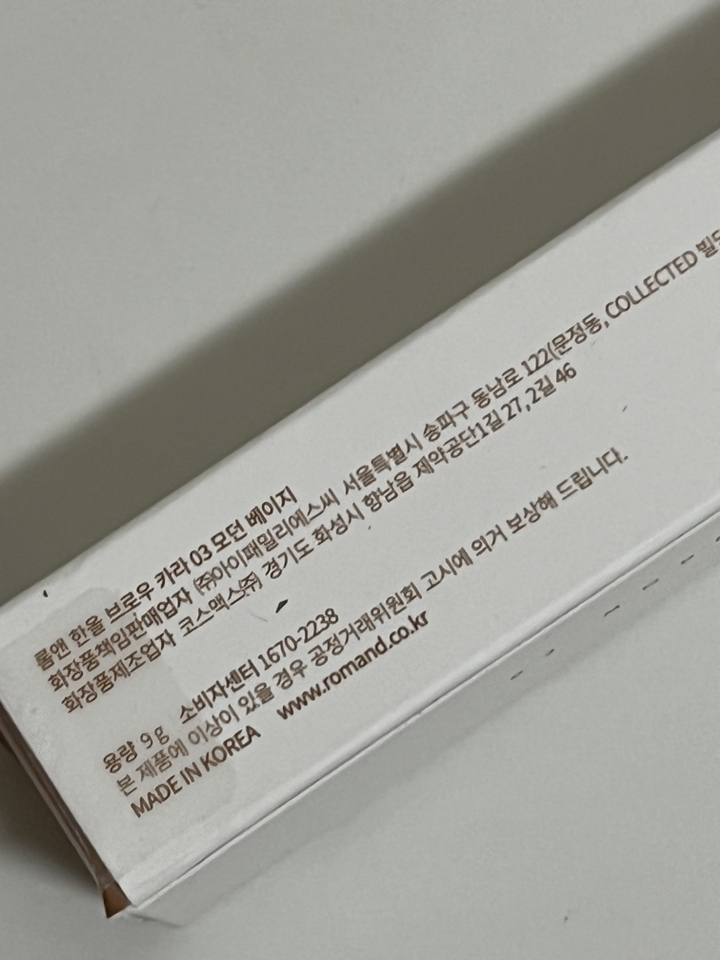 롬앤 한올 브로우 카라 03 모던 베이지
화장품책임판매업자 ㈜아이패밀리에스씨 서울특별시 송파구 동남로 122(문정동, COLLECTED
화장품제조업자 코스맥스㈜ 경기도 화성시 향남읍 제약공단1길 27, 2길 46
용량 9g 소비자센터 1670-2238
본 제품에 이상이 있을 경우 공정거래위원회 고시에 의거 보상해 드립니다.
MADE IN KOREA www.romand.co.kr